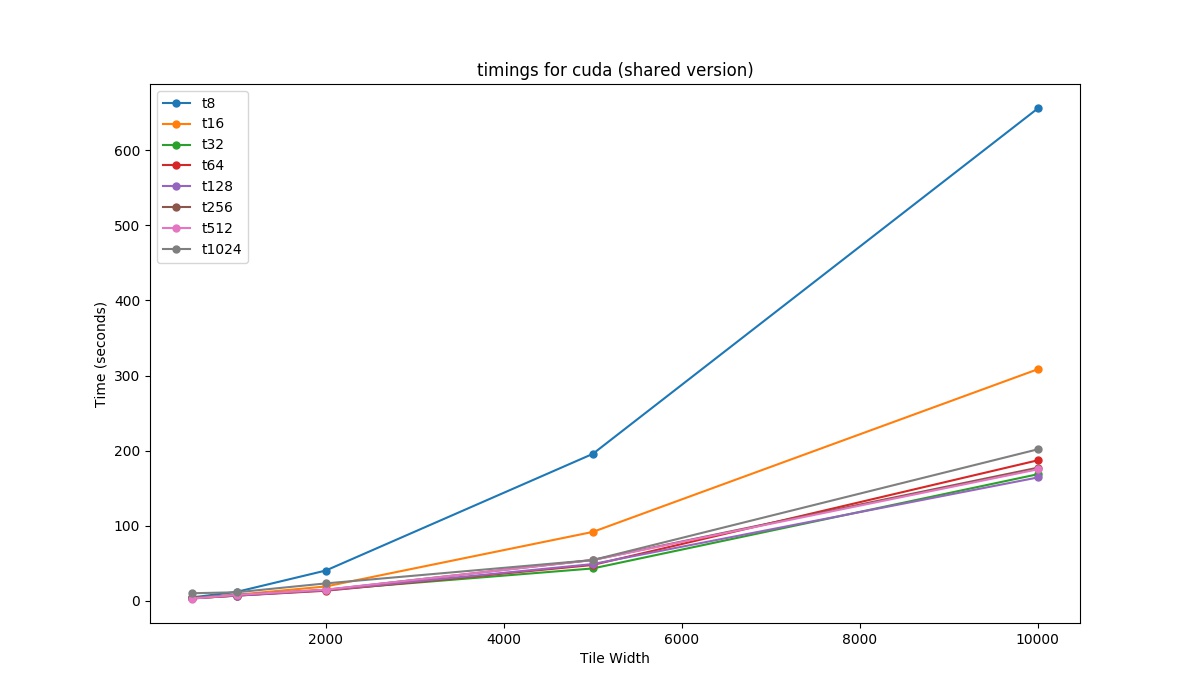 timings for cuda (shared version)
t8
t16
t32
t64
t128
t256
t512
t1024
600
500
400
300
200
100
0
Time (seconds)
2000 4000 6000 8000 10000
Tile Width